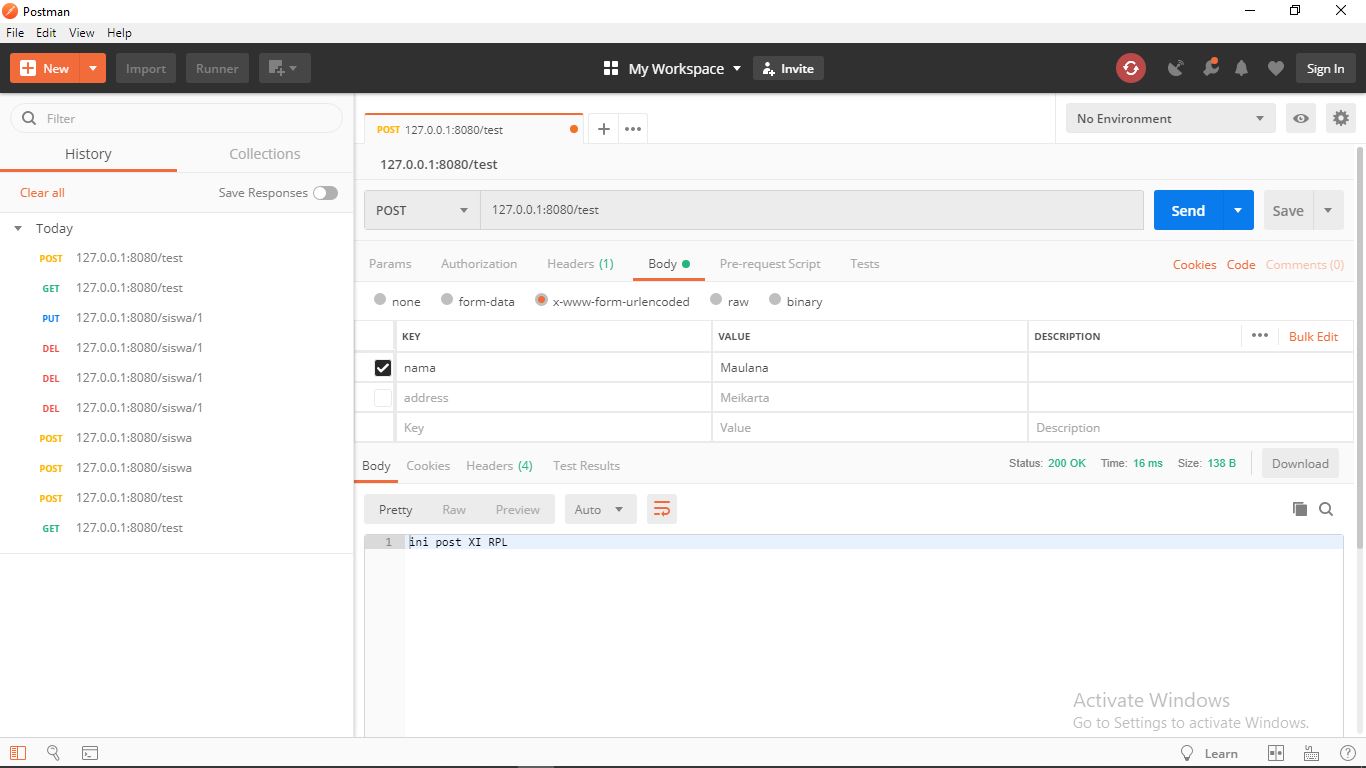 Postman
File Edit View Help
New Import Runner My Workspace Invite Sign In
Filter
History Collections
Clear all Save Responses
Today
POST 127.0.0.1:8080/test
GET 127.0.0.1:8080/test
PUT 127.0.0.1:8080/siswa/1
DEL 127.0.0.1:8080/siswa/1
DEL 127.0.0.1:8080/siswa/1
DEL 127.0.0.1:8080/siswa/1
POST 127.0.0.1:8080/siswa
POST 127.0.0.1:8080/siswa
POST 127.0.0.1:8080/test
GET 127.0.0.1:8080/test
POST 127.0.0.1:8080/test
No Environment
127.0.0.1:8080/test
POST 127.0.0.1:8080/test Send Save
Params Authorization Headers (1) Body Pre-request Script Tests Cookies Code Comments (0)
none form-data x-www-form-urlencoded raw binary
KEY VALUE DESCRIPTION Bulk Edit
nama Maulana
address Meikarta
Key Value Description
Body Cookies Headers (4) Test Results Status: 200 OK Time: 16 ms Size: 138 B Download
Pretty Raw Preview Auto
1 ini post XI RPL
Activate Windows
Go to Settings to activate Windows.
Learn